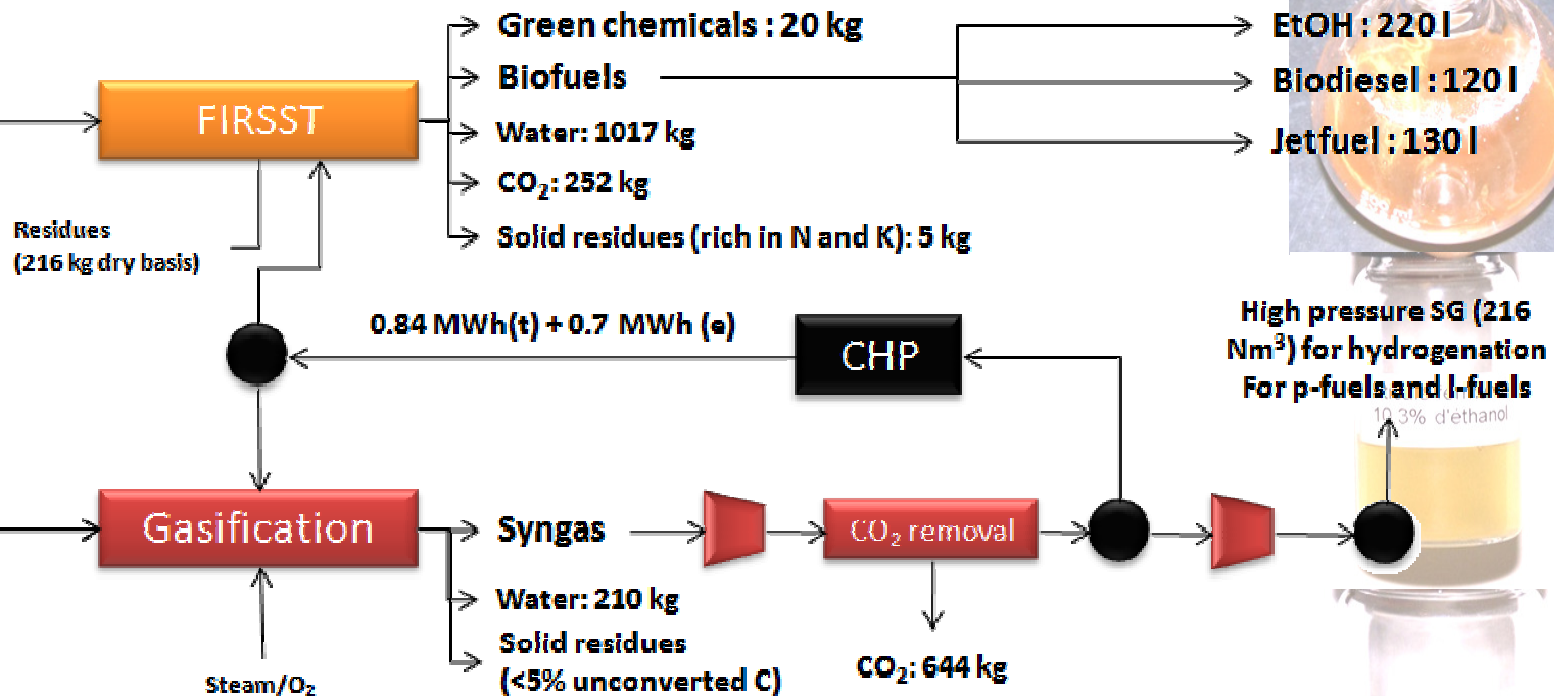 Green chemicals : 20 kg
EtOH : 220 l
Biofuels
Biodiesel : 120 l
FIRSST
Water: 1017 kg
Jetfuel : 130 l
CO₂: 252 kg
Residues
(216 kg dry basis)
Solid residues (rich in N and K): 5 kg
0.84 MWh(t) + 0.7 MWh (e)
CHP
High pressure SG (216
Nm³) for hydrogenation
For p-fuels and l-fuels
10,3% d'éthanol
Gasification
Syngas
CO₂ removal
Water: 210 kg
Solid residues
(<5% unconverted C)
CO₂: 644 kg
Steam/O₂